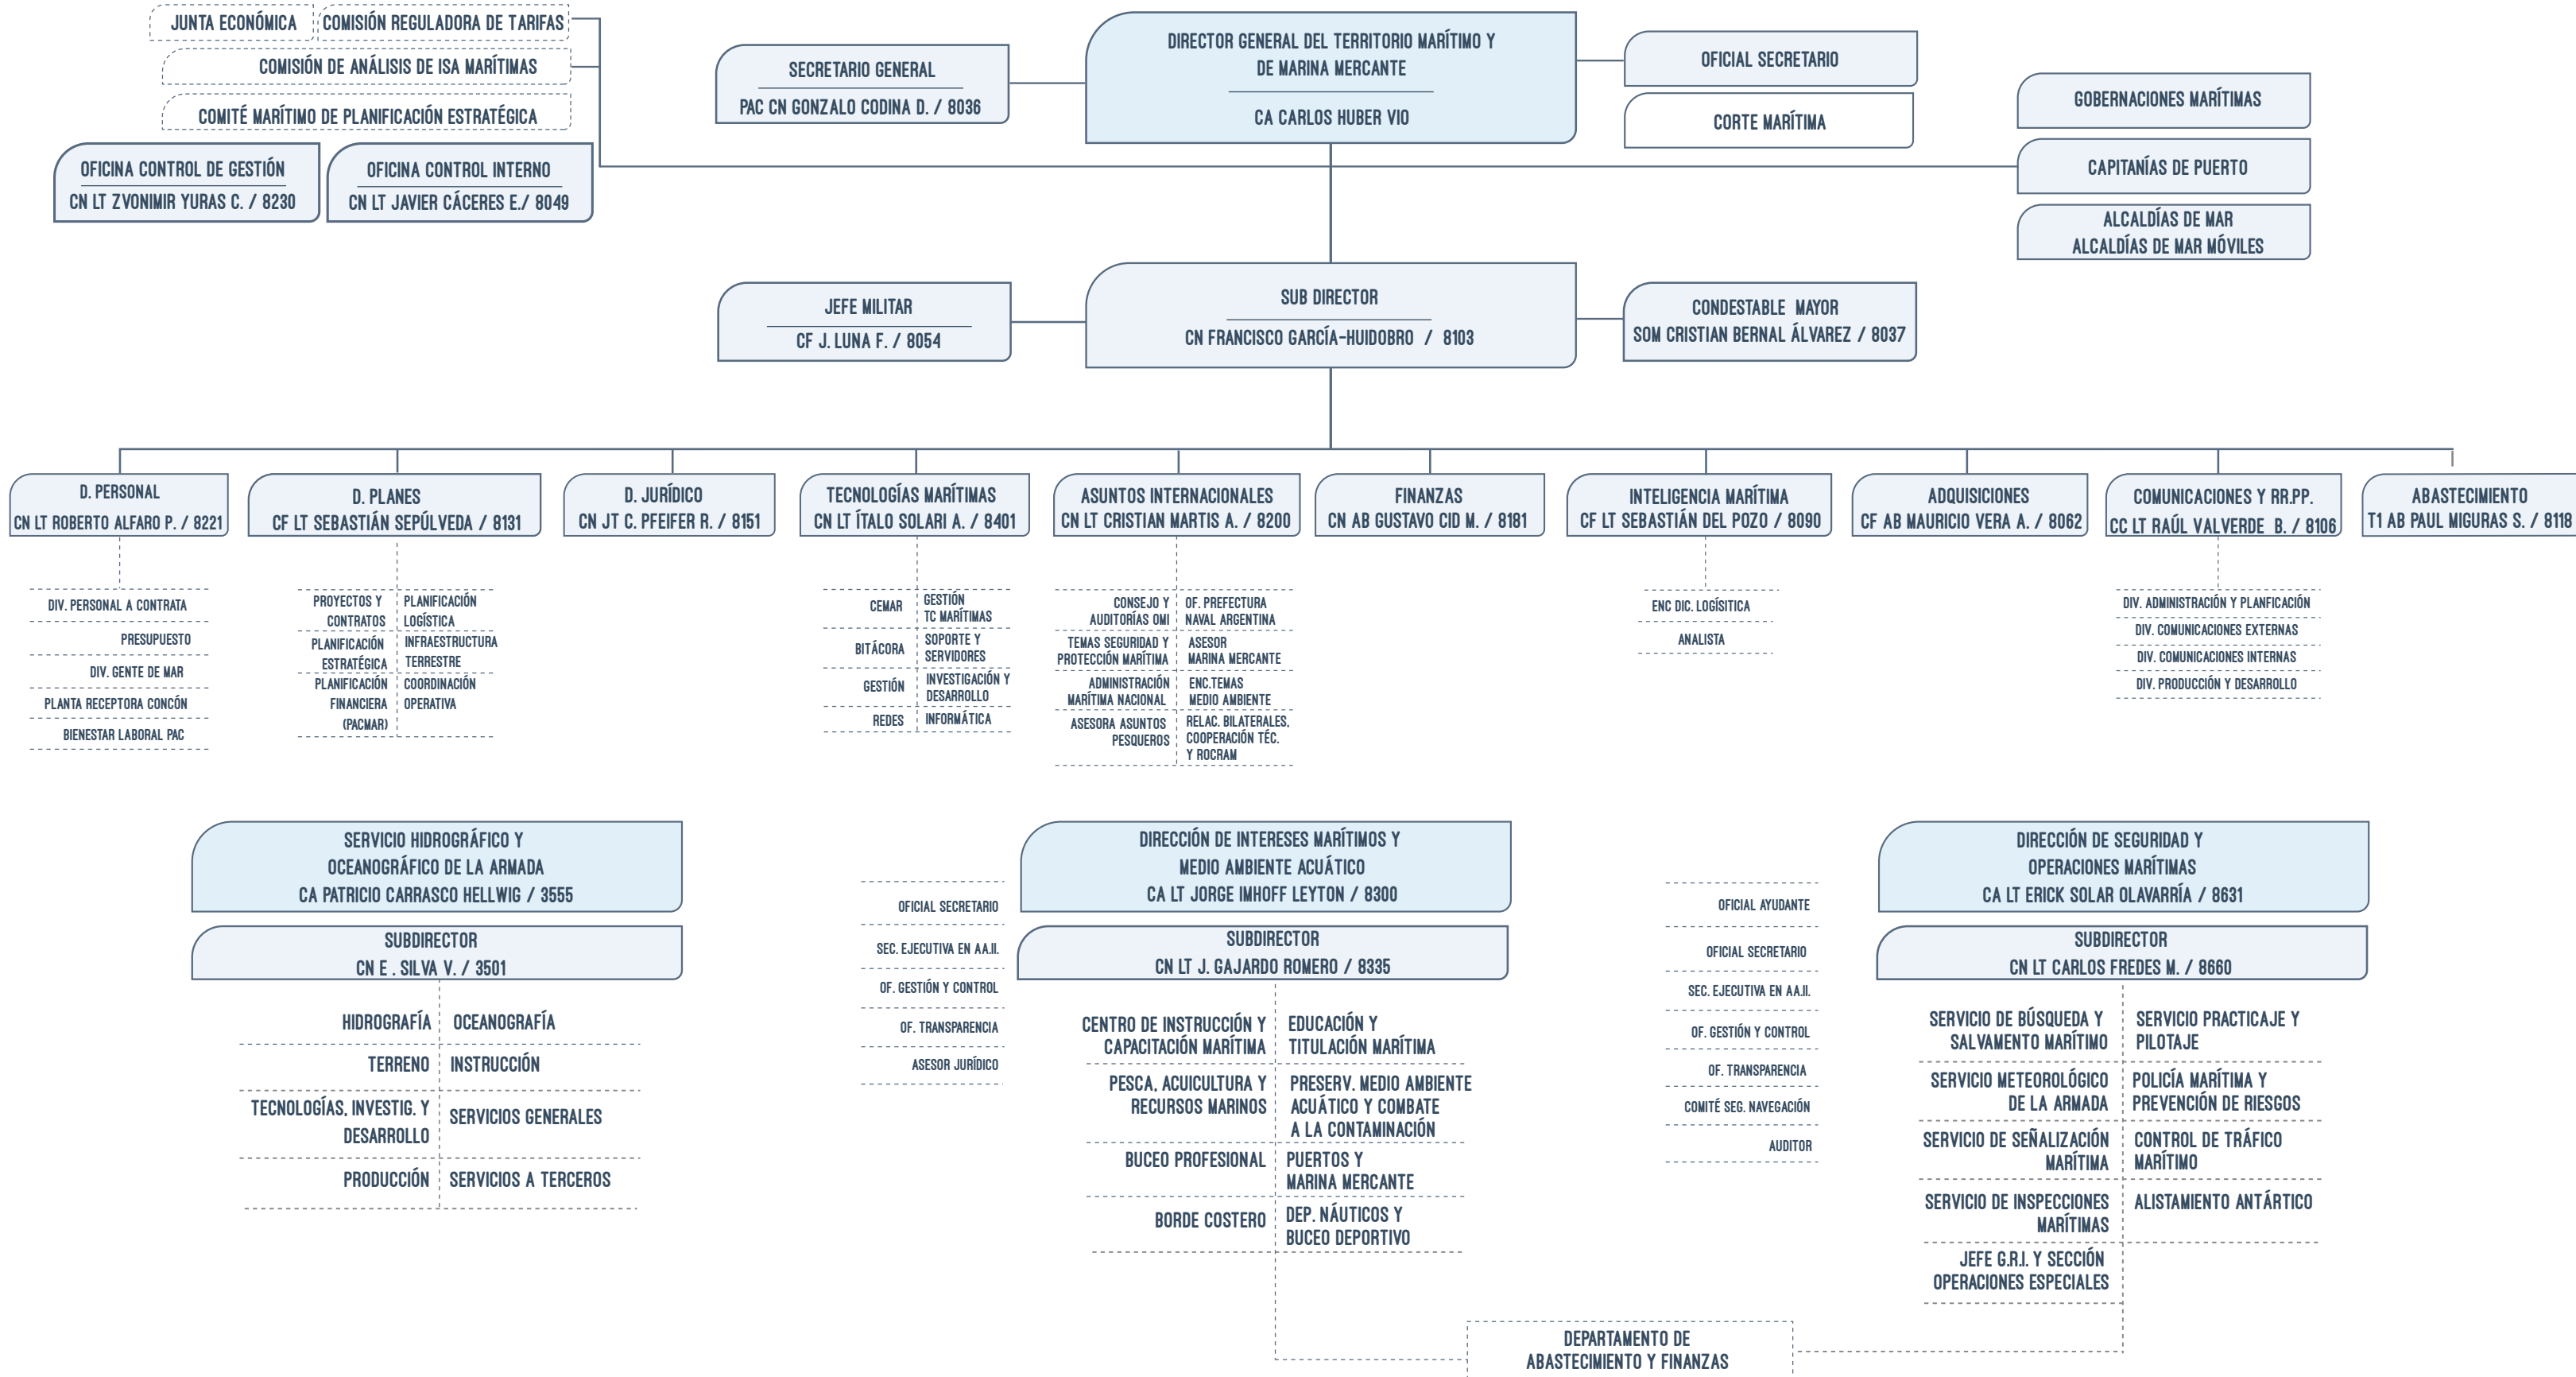 JUNTA ECONÓMICA
COMISIÓN REGULADORA DE TARIFAS
COMISIÓN DE ANÁLISIS DE ISA MARÍTIMAS
COMITÉ MARÍTIMO DE PLANIFICACIÓN ESTRATÉGICA
OFICINA CONTROL DE GESTIÓN
CN LT ZVONIMIR YURAS C. / 8230
OFICINA CONTROL INTERNO
CN LT JAVIER CÁCERES E./ 8049
SECRETARIO GENERAL
PAC CN GONZALO CODINA D. / 8036
DIRECTOR GENERAL DEL TERRITORIO MARÍTIMO Y
DE MARINA MERCANTE
CA CARLOS HUBER VIO
OFICIAL SECRETARIO
CORTE MARÍTIMA
GOBERNACIONES MARÍTIMAS
CAPITANÍAS DE PUERTO
ALCALDÍAS DE MAR
ALCALDÍAS DE MAR MÓVILES
JEFE MILITAR
CF J. LUNA F. / 8054
SUB DIRECTOR
CN FRANCISCO GARCÍA-HUIDOBRO / 8103
CONDESTABLE MAYOR
SOM CRISTIAN BERNAL ÁLVAREZ / 8037
D. PERSONAL
CN LT ROBERTO ALFARO P. / 8221
DIV. PERSONAL A CONTRATA
PRESUPUESTO
DIV. GENTE DE MAR
PLANTA RECEPTORA CONCÓN
BIENESTAR LABORAL PAC
D. PLANES
CF LT SEBASTIÁN SEPÚLVEDA / 8131
PROYECTOS Y
CONTRATOS
PLANIFICACIÓN
LOGÍSTICA
PLANIFICACIÓN
ESTRATÉGICA
INFRAESTRUCTURA
TERRESTRE
PLANIFICACIÓN
FINANCIERA
(PACMAR)
COORDINACIÓN
OPERATIVA
D. JURÍDICO
CN JT C. PFEIFER R. / 8151
TECNOLOGÍAS MARÍTIMAS
CN LT ÍTALO SOLARI A. / 8401
CEMAR
GESTIÓN
TC MARÍTIMAS
BITÁCORA
SOPORTE Y
SERVIDORES
GESTIÓN
INVESTIGACIÓN Y
DESARROLLO
REDES
INFORMÁTICA
ASUNTOS INTERNACIONALES
CN LT CRISTIAN MARTIS A. / 8200
CONSEJO Y
AUDITORÍAS OMI
OF. PREFECTURA
NAVAL ARGENTINA
TEMAS SEGURIDAD Y
PROTECCIÓN MARÍTIMA
ASESOR
MARINA MERCANTE
ADMINISTRACIÓN
MARÍTIMA NACIONAL
ENC.TEMAS
MEDIO AMBIENTE
ASESORA ASUNTOS
PESQUEROS
RELAC. BILATERALES,
COOPERACIÓN TÉC.
Y ROCRAM
FINANZAS
CN AB GUSTAVO CID M. / 8181
INTELIGENCIA MARÍTIMA
CF LT SEBASTIÁN DEL POZO / 8090
ENC DIC. LOGÍSITICA
ANALISTA
ADQUISICIONES
CF AB MAURICIO VERA A. / 8062
COMUNICACIONES Y RR.PP.
CC LT RAÚL VALVERDE B. / 8106
DIV. ADMINISTRACIÓN Y PLANFICACIÓN
DIV. COMUNICACIONES EXTERNAS
DIV. COMUNICACIONES INTERNAS
DIV. PRODUCCIÓN Y DESARROLLO
ABASTECIMIENTO
T1 AB PAUL MIGURAS S. / 8118
SERVICIO HIDROGRÁFICO Y
OCEANOGRÁFICO DE LA ARMADA
CA PATRICIO CARRASCO HELLWIG / 3555
SUBDIRECTOR
CN E . SILVA V. / 3501
HIDROGRAFÍA
OCEANOGRAFÍA
TERRENO
INSTRUCCIÓN
TECNOLOGÍAS, INVESTIG. Y
DESARROLLO
SERVICIOS GENERALES
PRODUCCIÓN
SERVICIOS A TERCEROS
OFICIAL SECRETARIO
SEC. EJECUTIVA EN AA.II.
OF. GESTIÓN Y CONTROL
OF. TRANSPARENCIA
ASESOR JURÍDICO
DIRECCIÓN DE INTERESES MARÍTIMOS Y
MEDIO AMBIENTE ACUÁTICO
CA LT JORGE IMHOFF LEYTON / 8300
SUBDIRECTOR
CN LT J. GAJARDO ROMERO / 8335
CENTRO DE INSTRUCCIÓN Y
CAPACITACIÓN MARÍTIMA
EDUCACIÓN Y
TITULACIÓN MARÍTIMA
PESCA, ACUICULTURA Y
RECURSOS MARINOS
PRESERV. MEDIO AMBIENTE
ACUÁTICO Y COMBATE
A LA CONTAMINACIÓN
BUCEO PROFESIONAL
PUERTOS Y
MARINA MERCANTE
BORDE COSTERO
DEP. NÁUTICOS Y
BUCEO DEPORTIVO
OFICIAL AYUDANTE
OFICIAL SECRETARIO
SEC. EJECUTIVA EN AA.II.
OF. GESTIÓN Y CONTROL
OF. TRANSPARENCIA
COMITÉ SEG. NAVEGACIÓN
AUDITOR
DIRECCIÓN DE SEGURIDAD Y
OPERACIONES MARÍTIMAS
CA LT ERICK SOLAR OLAVARRÍA / 8631
SUBDIRECTOR
CN LT CARLOS FREDES M. / 8660
SERVICIO DE BÚSQUEDA Y
SALVAMENTO MARÍTIMO
SERVICIO PRACTICAJE Y
PILOTAJE
SERVICIO METEOROLÓGICO
DE LA ARMADA
POLICÍA MARÍTIMA Y
PREVENCIÓN DE RIESGOS
SERVICIO DE SEÑALIZACIÓN
MARÍTIMA
CONTROL DE TRÁFICO
MARÍTIMO
SERVICIO DE INSPECCIONES
MARÍTIMAS
ALISTAMIENTO ANTÁRTICO
JEFE G.R.I. Y SECCIÓN
OPERACIONES ESPECIALES
DEPARTAMENTO DE
ABASTECIMIENTO Y FINANZAS